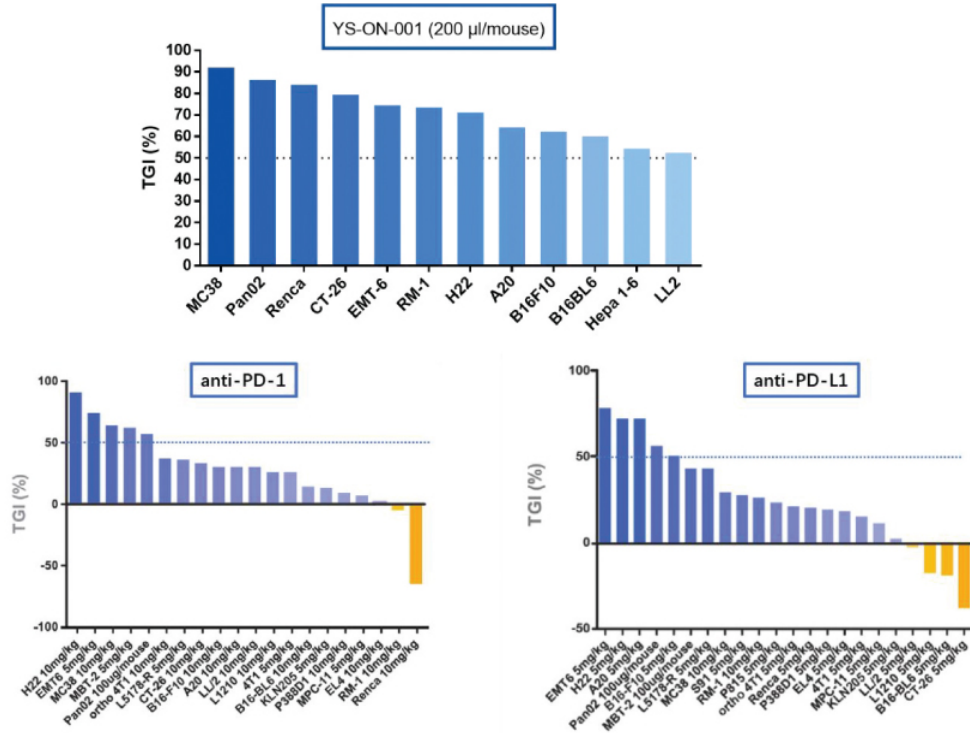 YS-ON-001 (200 µl/mouse)
TGI (%)
100
90
80
70
60
50
40
30
20
10
0
MC38
Pan02
Renca
CT-26
EMT-6
RM-1
H22
A20
B16F10
B16BL6
Hepa 1-6
LL2
anti-PD-1
TGI (%)
100
50
0
-50
-100
H22 10mg/kg
EMT6 5mg/kg
MC38 10mg/kg
MBT-2 5mg/kg
Pan02 100ug/mouse
ortho 4T1 10mg/kg
L5178-R 5mg/kg
CT-26 10mg/kg
B16-F10 10mg/kg
A20 10mg/kg
LL/2 10mg/kg
L1210 10mg/kg
4T1 10mg/kg
B16-BL6 10mg/kg
KLN205 5mg/kg
P388D1 10mg/kg
MPC-11 5mg/kg
EL4 10mg/kg
RM-1 10mg/kg
Renca 10mg/kg
anti-PD-L1
TGI (%)
100
50
0
-50
EMT6 5mg/kg
H22 5mg/kg
A20 5mg/kg
Pan02 100ug/mouse
B16-F10 5mg/kg
MBT-2 100ug/mouse
L5178-R 10mg/kg
MC38 10mg/kg
S91 10mg/kg
RM-1 10mg/kg
P815 5mg/kg
ortho 4T1 5mg/kg
Renca 5mg/kg
P388D1 10mg/kg
EL4 5mg/kg
4T1 10mg/kg
MPC-11 5mg/kg
KLN205 5mg/kg
LL/2 5mg/kg
L1210 5mg/kg
B16-BL6 5mg/kg
CT-26 5mg/kg